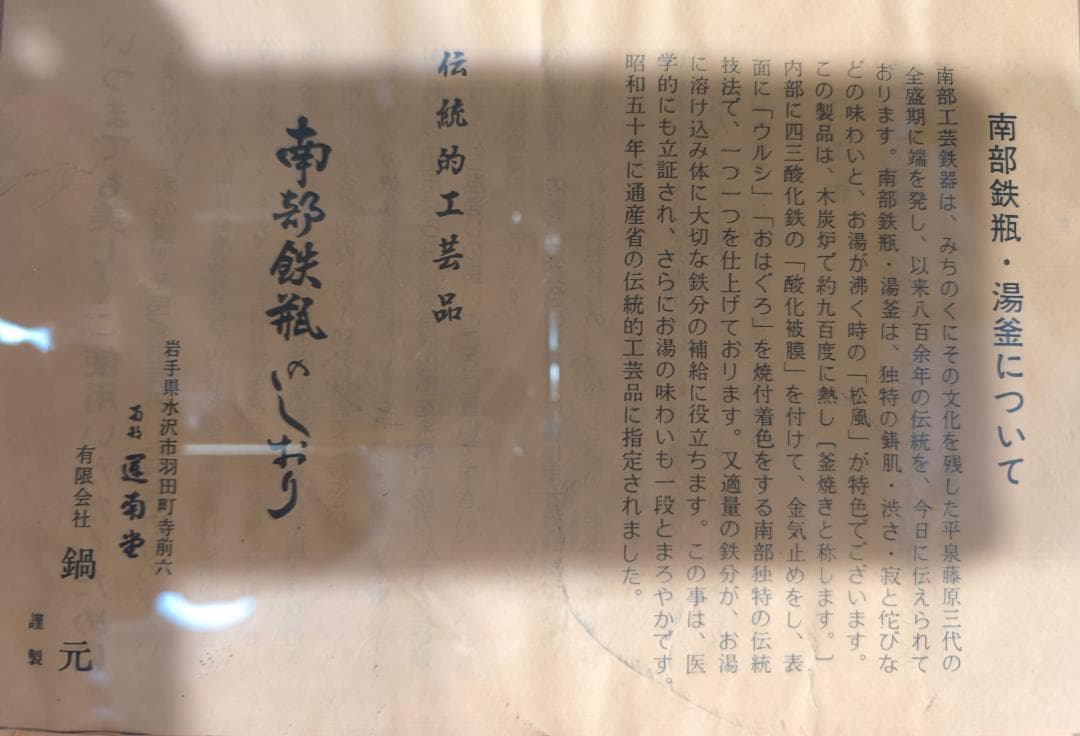 南部鉄瓶・湯釜について
南部工芸鉄器は、みちのくにその文化を残した平泉藤原三代の
全盛期に端を発し、以来八百余年の伝統を、今日に伝えられて
おります。南部鉄瓶・湯釜は、独特の鋳肌・渋さ・寂と侘びな
どの味わいと、お湯が沸く時の「松風」が特色でございます。
この製品は、木炭炉で約九百度に熱し〔釜焼きと称します。〕
内部に四三酸化鉄の「酸化被膜」を付けて、金気止めをし、表
面に「ウルシ」「おはぐろ」を焼付着色をする南部独特の伝統
技法で、一つ一つを仕上げております。又適量の鉄分が、お湯
に溶け込み体に大切な鉄分の補給に役立ちます。この事は、医
学的にも立証され、さらにお湯の味わいも一段とまろやかです。
昭和五十年に通産省の伝統的工芸品に指定されました。
伝統的工芸品
南部鉄瓶のしおり
岩手県水沢市羽田町寺前六
南堂
有限会社 鍋元
謹製